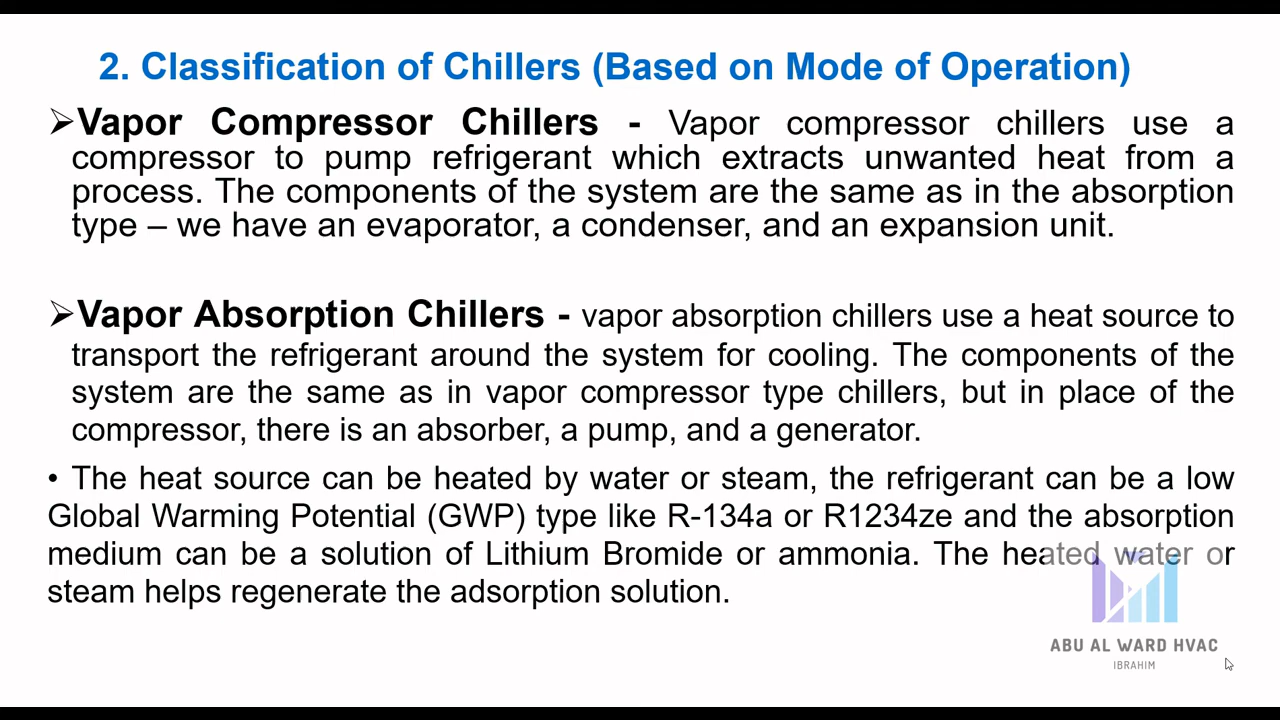 2. Classification of Chillers (Based on Mode of Operation)
➢Vapor Compressor Chillers - Vapor compressor chillers use a
compressor to pump refrigerant which extracts unwanted heat from a
process. The components of the system are the same as in the absorption
type – we have an evaporator, a condenser, and an expansion unit.
➢Vapor Absorption Chillers - vapor absorption chillers use a heat source to
transport the refrigerant around the system for cooling. The components of the
system are the same as in vapor compressor type chillers, but in place of the
compressor, there is an absorber, a pump, and a generator.
• The heat source can be heated by water or steam, the refrigerant can be a low
Global Warming Potential (GWP) type like R-134a or R1234ze and the absorption
medium can be a solution of Lithium Bromide or ammonia. The heated water or
steam helps regenerate the adsorption solution.
ABU AL WARD HVAC
IBRAHIM